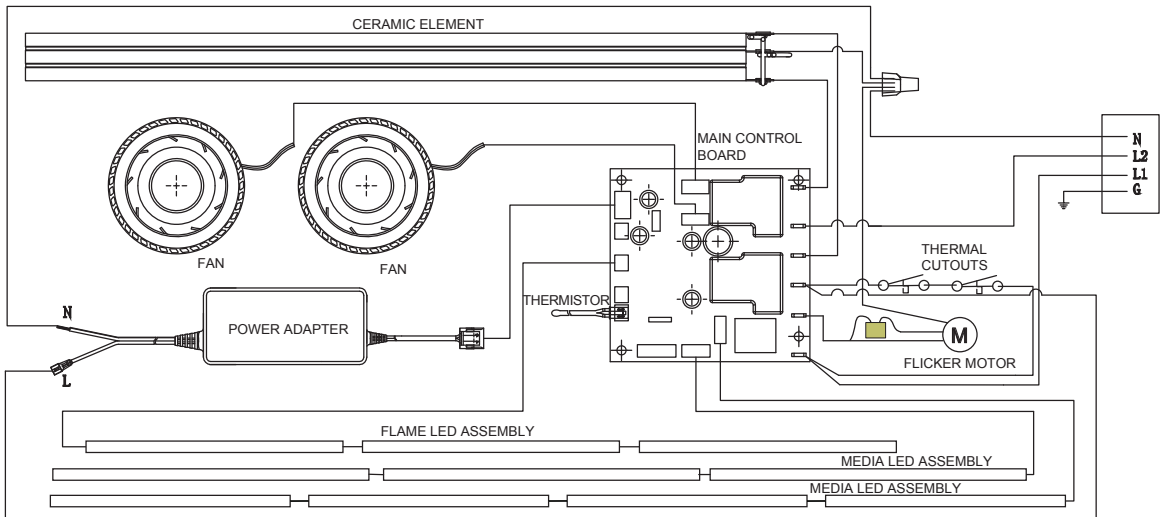 CERAMIC ELEMENT
MAIN CONTROL
BOARD
N
L2
L1
G
FAN
FAN
THERMAL
CUTOUTS
THERMISTOR
N
POWER ADAPTER
L
M
FLICKER MOTOR
FLAME LED ASSEMBLY
MEDIA LED ASSEMBLY
MEDIA LED ASSEMBLY